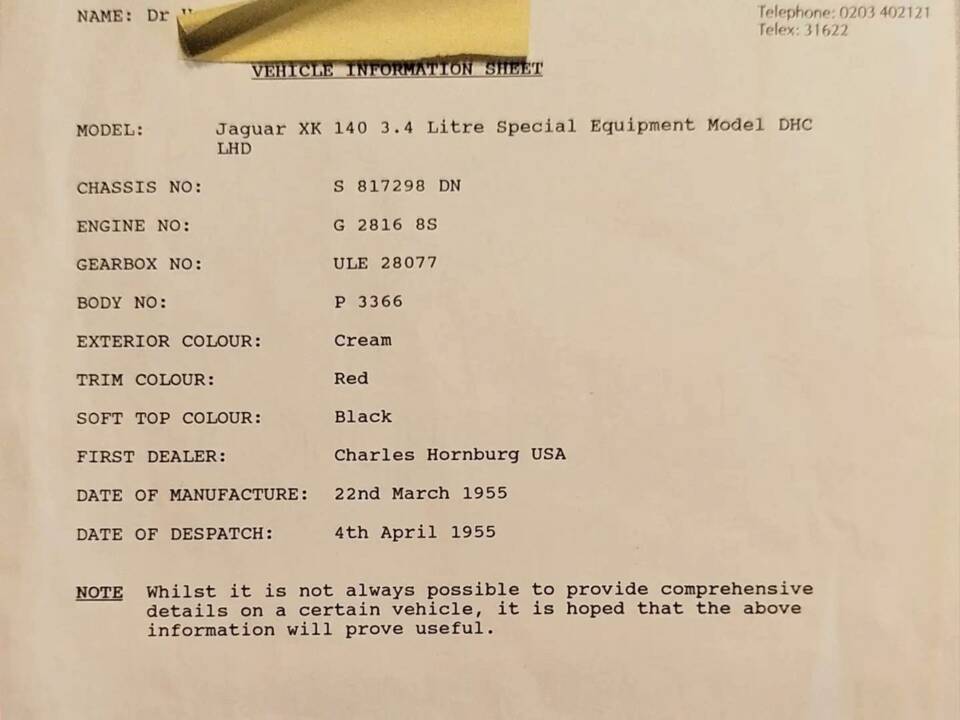 NAME: Dr
Telephone: 0203 402121
Telex: 31622
VEHICLE INFORMATION SHEET
MODEL: Jaguar XK 140 3.4 Litre Special Equipment Model DHC
LHD
CHASSIS NO: S 817298 DN
ENGINE NO: G 2816 8S
GEARBOX NO: ULE 28077
BODY NO: P 3366
EXTERIOR COLOUR: Cream
TRIM COLOUR: Red
SOFT TOP COLOUR: Black
FIRST DEALER: Charles Hornburg USA
DATE OF MANUFACTURE: 22nd March 1955
DATE OF DESPATCH: 4th April 1955
NOTE Whilst it is not always possible to provide comprehensive
details on a certain vehicle, it is hoped that the above
information will prove useful.